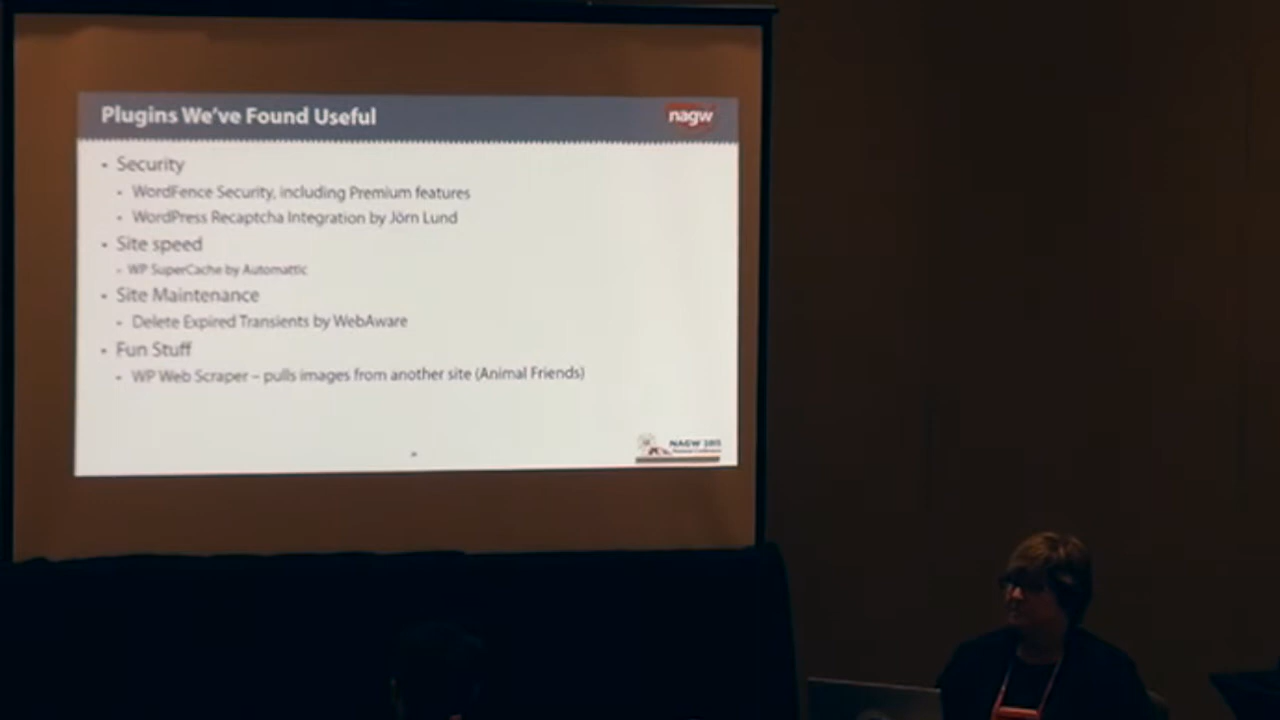 Plugins We've Found Useful
nagw
• Security
• WordFence Security, including Premium features
• WordPress Recaptcha Integration by Jörn Lund
• Site speed
• WP SuperCache by Automattic
• Site Maintenance
• Delete Expired Transients by WebAware
• Fun Stuff
• WP Web Scraper – pulls images from another site (Animal Friends)
NAGW